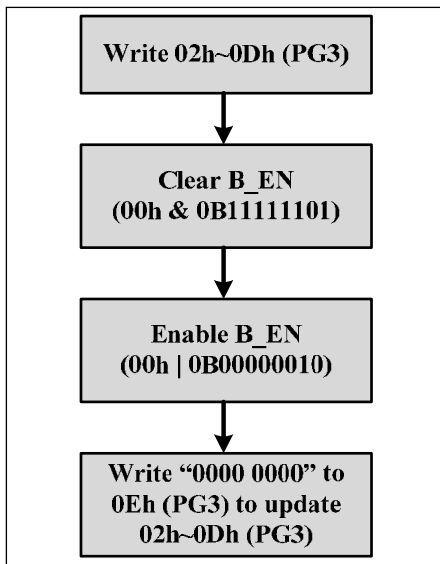 Write 02h~0Dh (PG3)
Clear B_EN
(00h & 0B11111101)
Enable B_EN
(00h | 0B00000010)
Write “0000 0000” to
0Eh (PG3) to update
02h~0Dh (PG3)